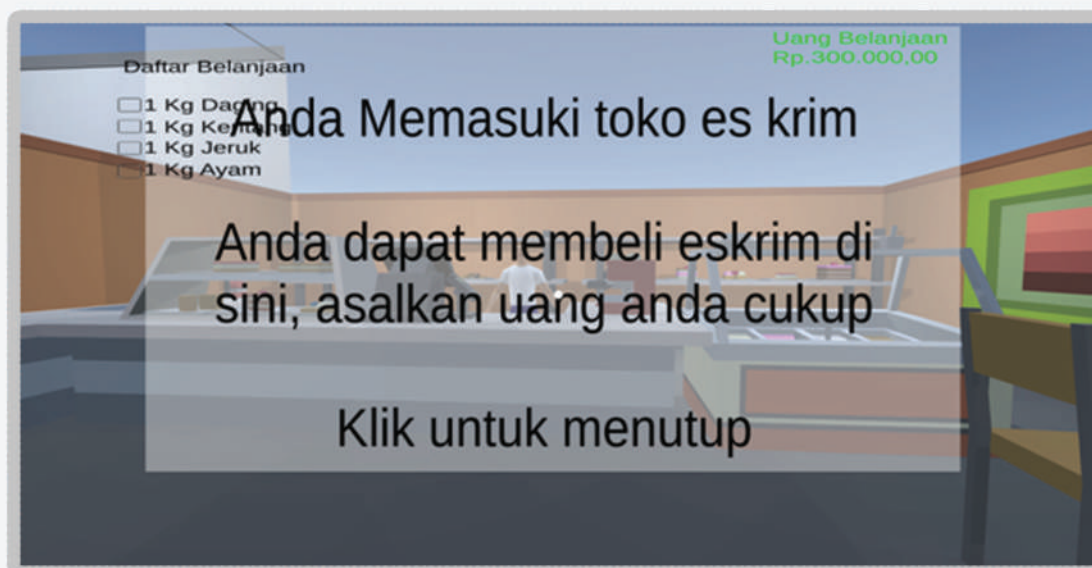 Uang Belanjaan
Rp.300.000,00
Daftar Belanjaan
1 Kg Daging
1 Kg Kentang
1 Kg Jeruk
1 Kg Ayam
Anda Memasuki toko es krim
Anda dapat membeli eskrim di
sini, asalkan uang anda cukup
Klik untuk menutup